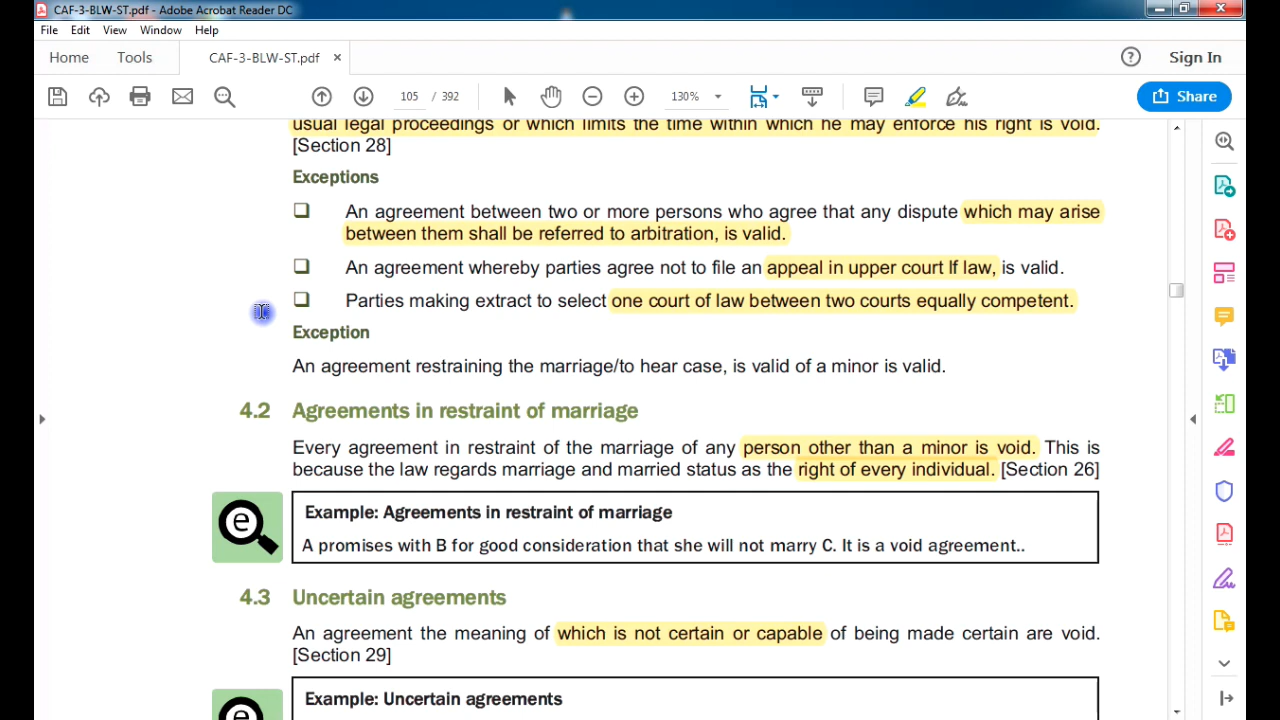 CAF-3-BLW-ST.pdf - Adobe Acrobat Reader DC
File Edit View Window Help
Home Tools CAF-3-BLW-ST.pdf × Sign In
105 / 392 130% Share
usual legal proceedings or which limits the time within which he may enforce his right is void.
[Section 28]
Exceptions
An agreement between two or more persons who agree that any dispute which may arise
between them shall be referred to arbitration, is valid.
An agreement whereby parties agree not to file an appeal in upper court If law, is valid.
Parties making extract to select one court of law between two courts equally competent.
Exception
An agreement restraining the marriage/to hear case, is valid of a minor is valid.
4.2 Agreements in restraint of marriage
Every agreement in restraint of the marriage of any person other than a minor is void. This is
because the law regards marriage and married status as the right of every individual. [Section 26]
Example: Agreements in restraint of marriage
A promises with B for good consideration that she will not marry C. It is a void agreement..
4.3 Uncertain agreements
An agreement the meaning of which is not certain or capable of being made certain are void.
[Section 29]
Example: Uncertain agreements